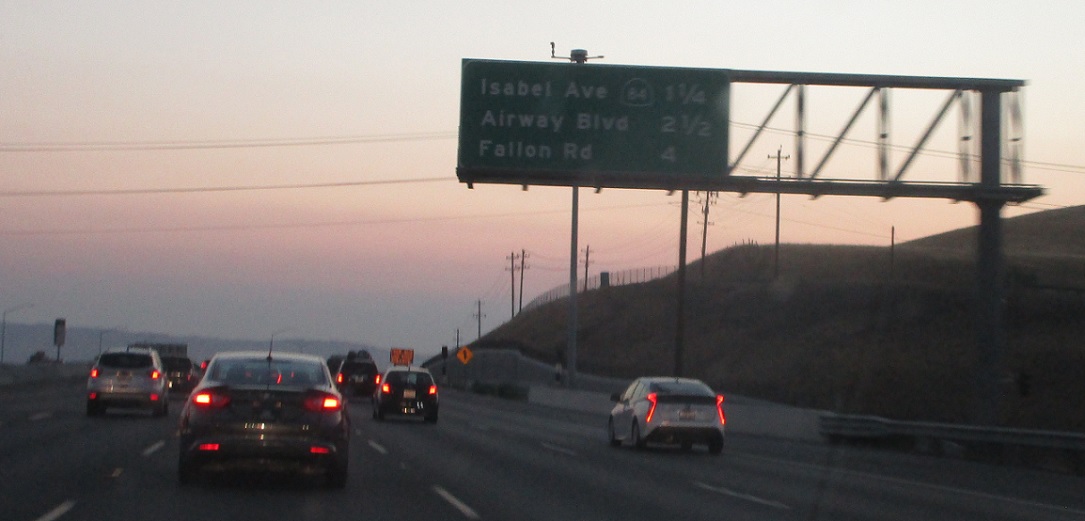 Isabel Ave 84 1¼
Airway Blvd 2½
Fallon Rd 4